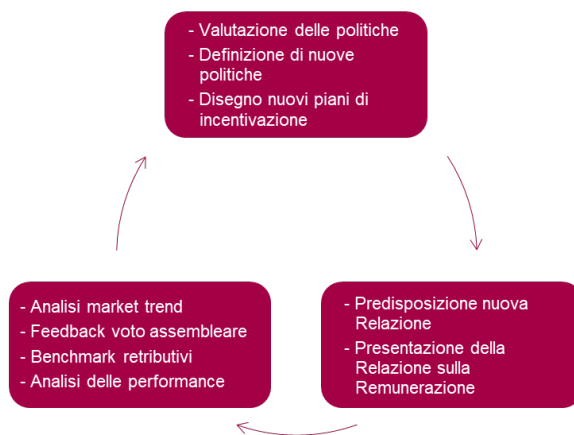 - Valutazione delle politiche
- Definizione di nuove
politiche
- Disegno nuovi piani di
incentivazione
- Analisi market trend
- Feedback voto assembleare
- Benchmark retributivi
- Analisi delle performance
- Predisposizione nuova
Relazione
- Presentazione della
Relazione sulla
Remunerazione